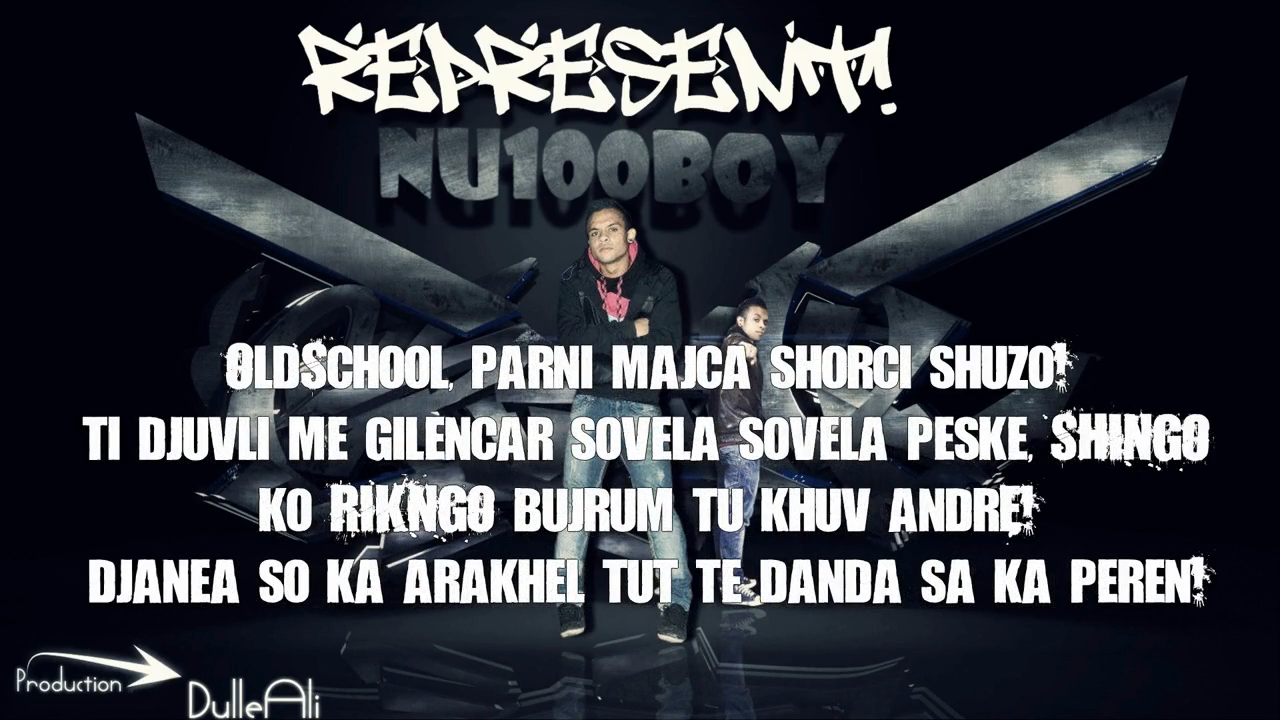 REPRESENT!
NU100BOY
OLDSCHOOL, PARNI MAJCA SHORCI SHUZO!
TI DJUVLI ME GILENCAR SOVELA SOVELA PESKE, SHINGO
KO RIKNGO BUJRUM TU KHUV ANDRE!
DJANEA SO KA ARAKHEL TUT TE DANDA SA KA PEREN!
Production
DulleAli